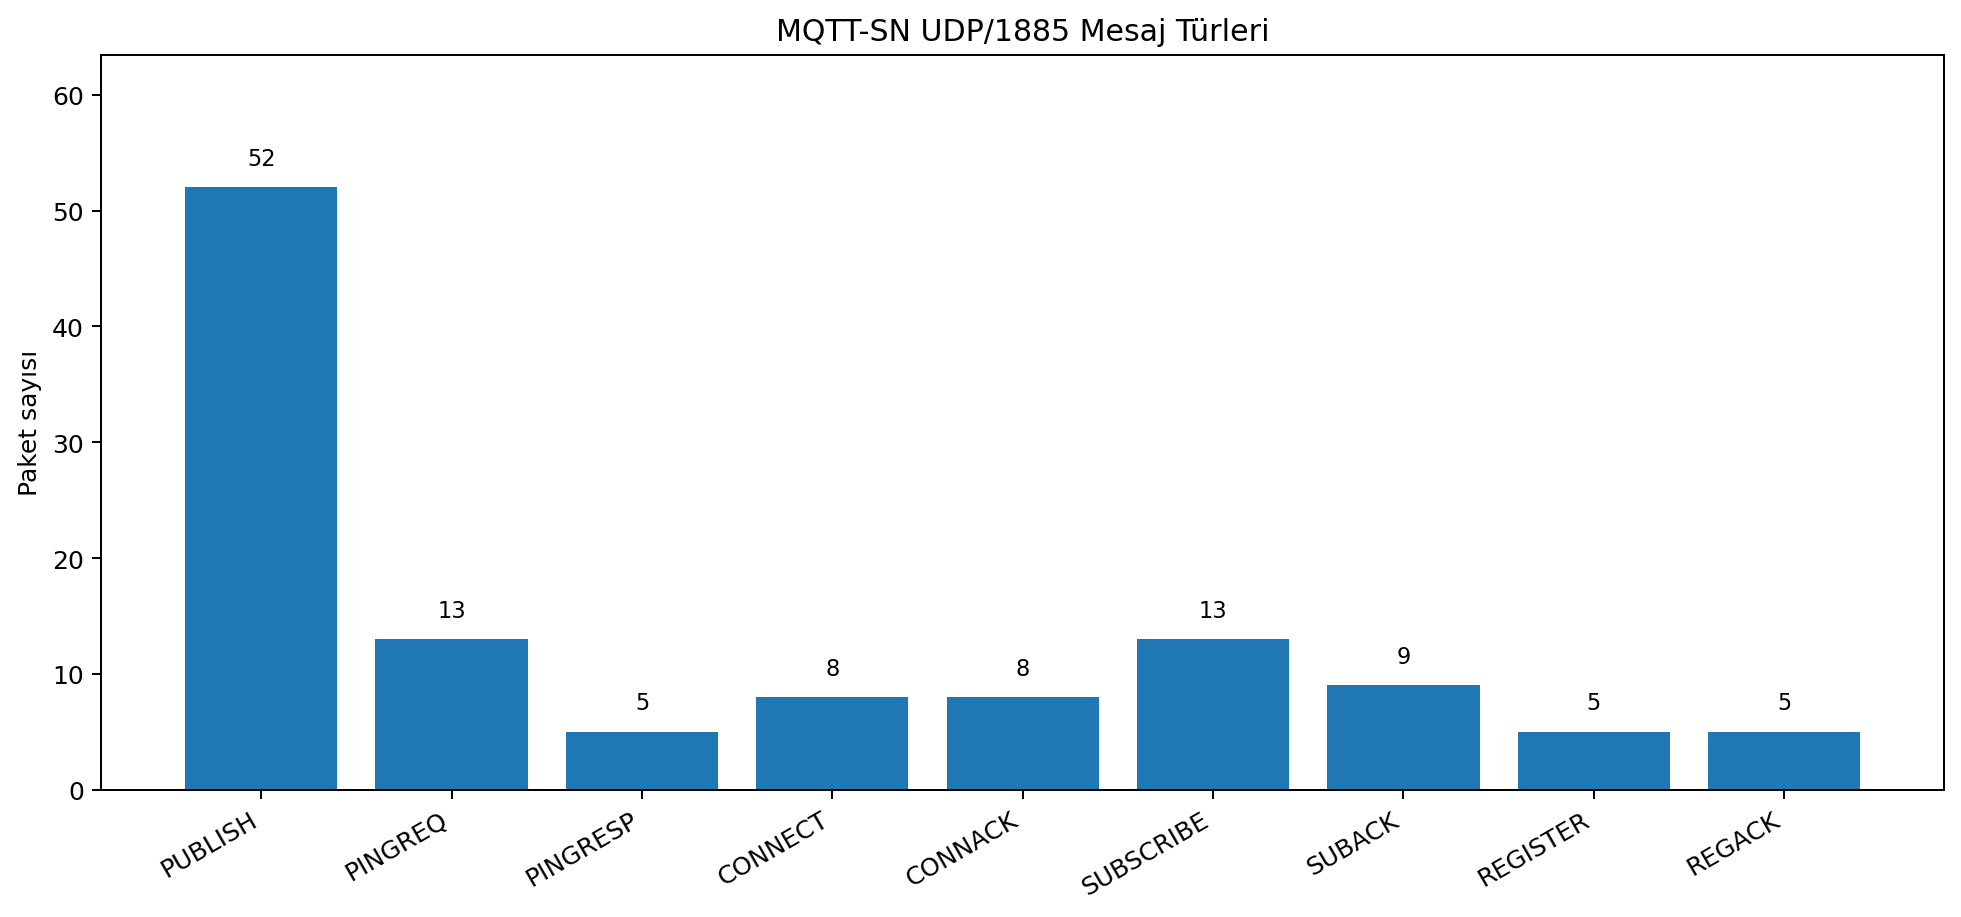 MQTT-SN UDP/1885 Mesaj Türleri
Paket sayısı
60
50
40
30
20
10
0
52
13
5
8
8
13
9
5
5
PUBLISH
PINGREQ
PINGRESP
CONNECT
CONNACK
SUBSCRIBE
SUBACK
REGISTER
REGACK